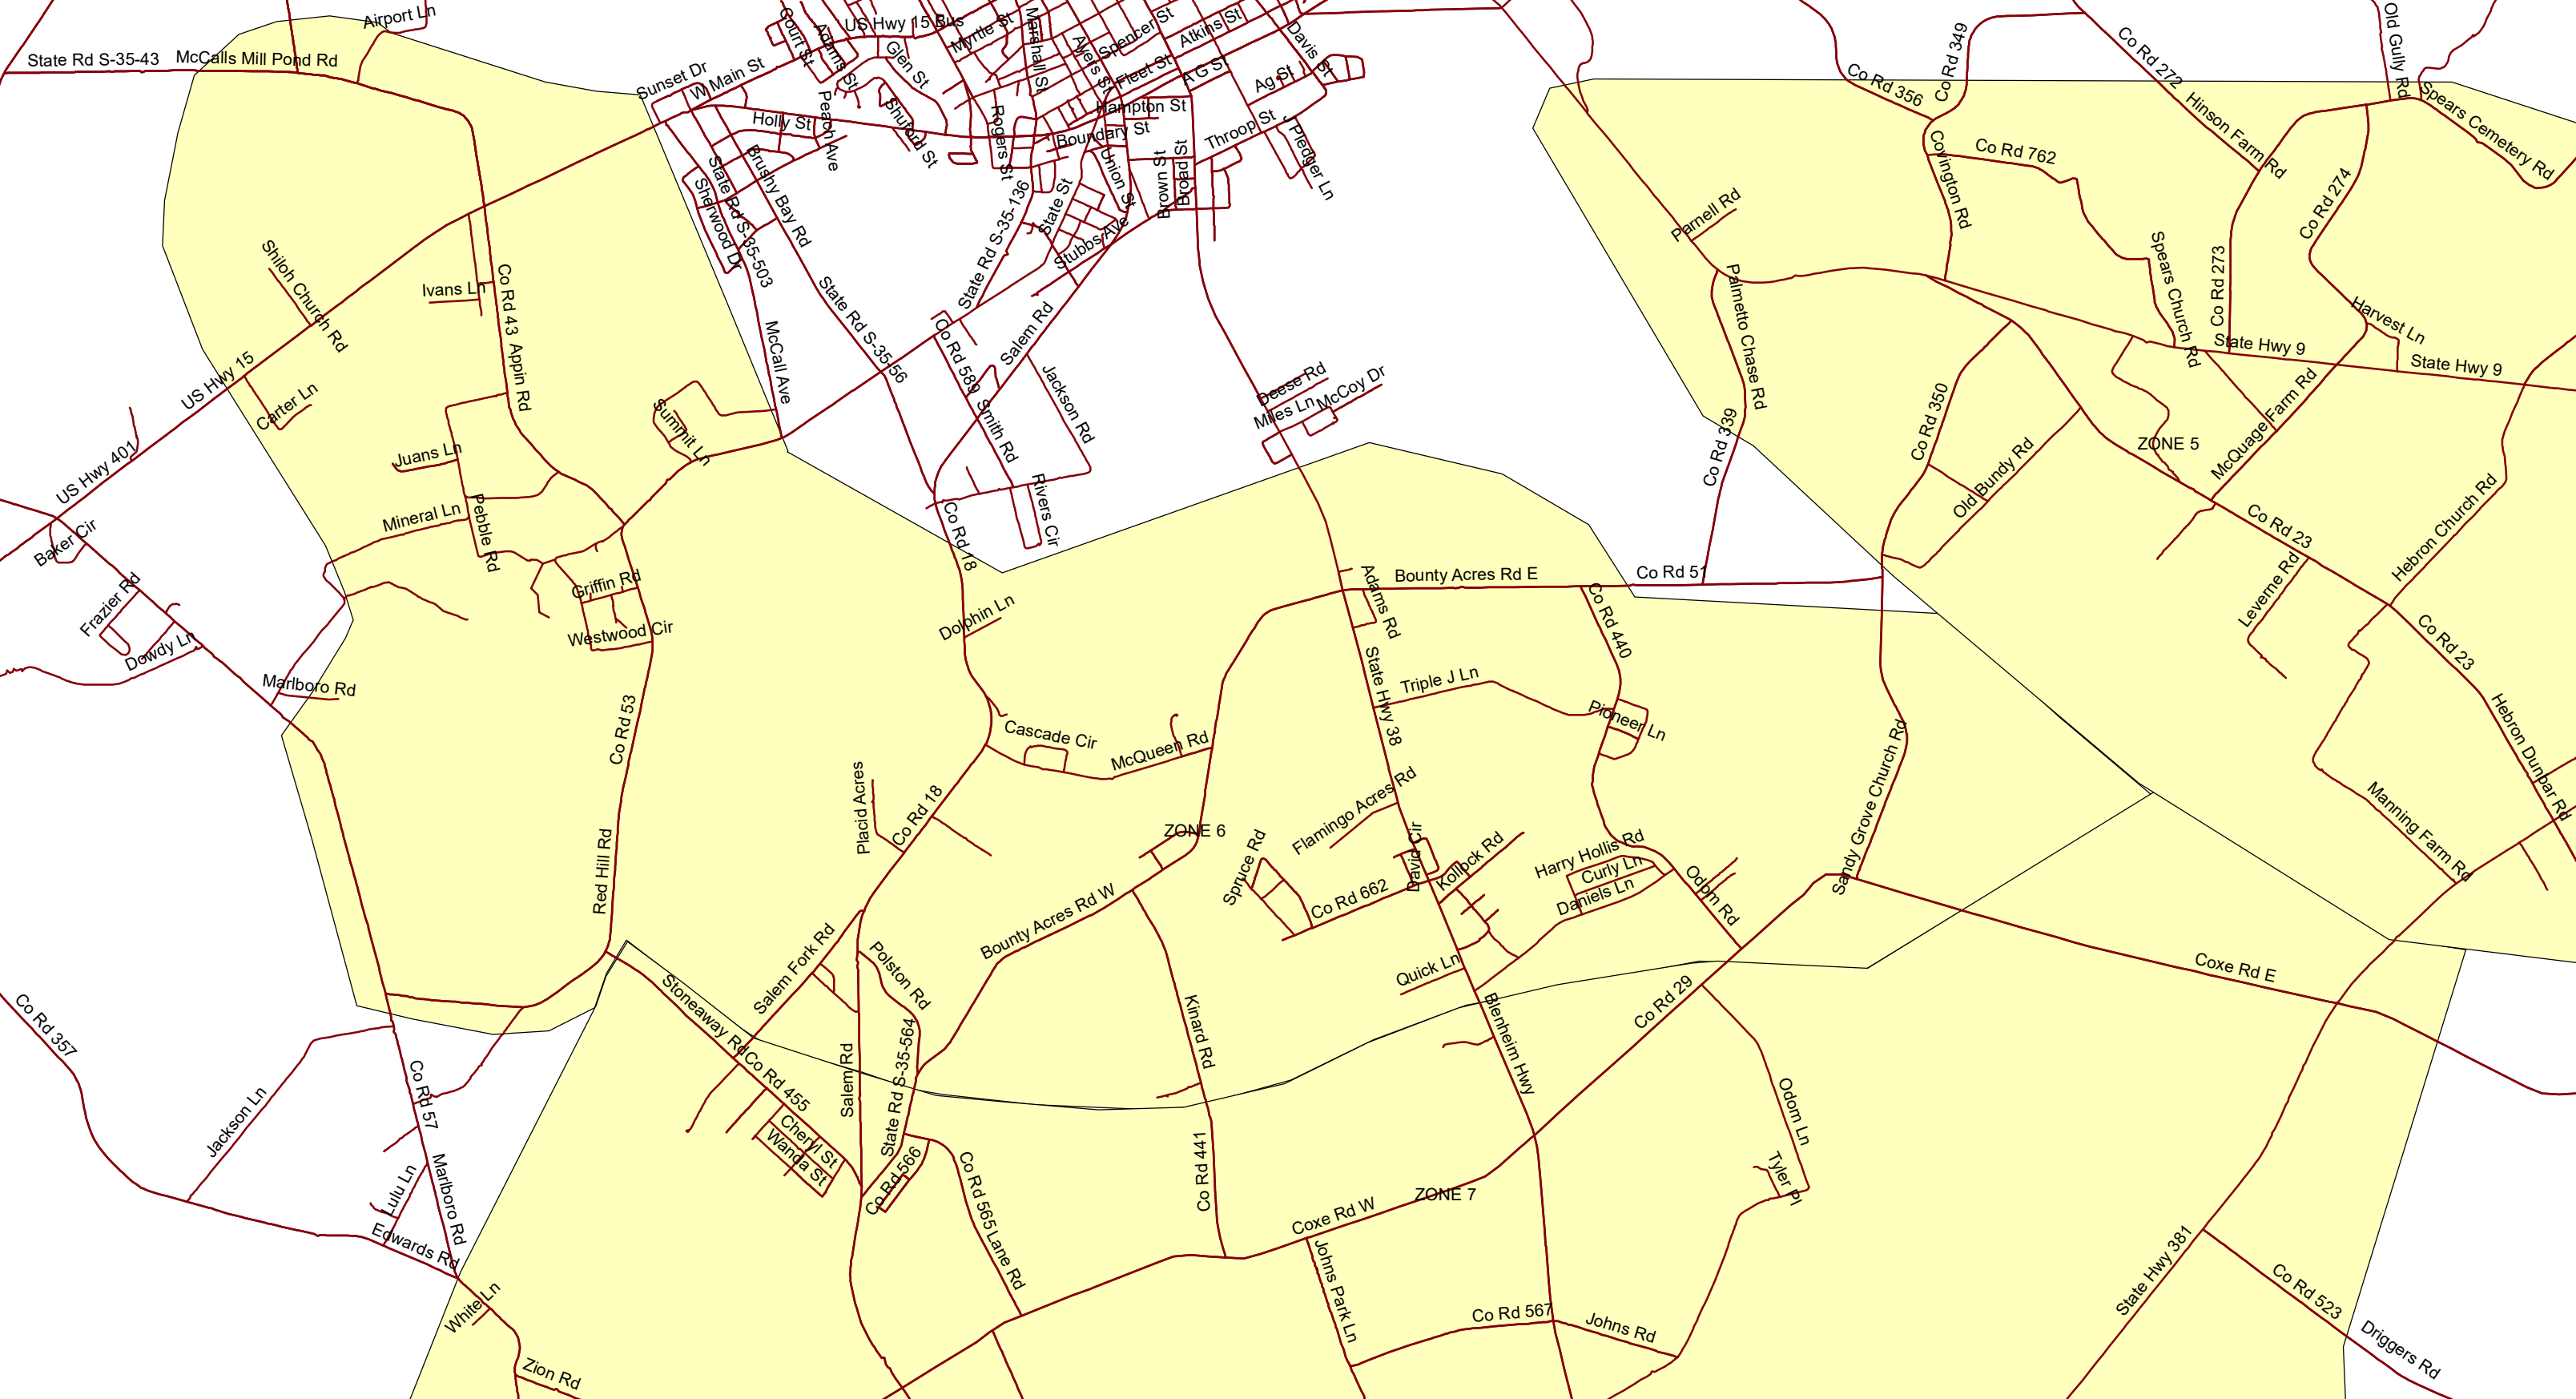 Airport Ln
State Rd S-35-43
McCalls Mill Pond Rd
Court St
Adams St
US Hwy 15 Bus
Glen St
Myrtle St
Marshall St
Ayers St
Spencer St
Atkins St
Davis St
Fleet St
A G St
Ag St
Sunset Dr
W Main St
Peach Ave
Shuford St
Holly St
Rogers St
Hampton St
Boundary St
Throop St
J Pledger Ln
Union St
Brown St
Broad St
State St
Stubbs Ave
Brushy Bay Rd
State Rd S-35-503
Sherwood Dr
State Rd S-35-136
State Rd S-35-56
McCall Ave
Salem Rd
Co Rd 589
Smith Rd
Jackson Rd
Rivers Cir
Deese Rd
Miles Ln
McCoy Dr
Co Rd 349
Co Rd 356
Co Rd 272
Old Gully Rd
Hinson Farm Rd
Spears Cemetery Rd
Covington Rd
Co Rd 762
Co Rd 274
Parnell Rd
Spears Church Rd
Co Rd 273
Harvest Ln
State Hwy 9
State Hwy 9
Palmetto Chase Rd
Co Rd 339
Co Rd 350
Old Bundy Rd
ZONE 5
McQuage Farm Rd
Hebron Church Rd
Co Rd 23
Leverne Rd
Co Rd 23
Hebron Dunbar Rd
Manning Farm Rd
Shiloh Church Rd
Ivans Ln
Co Rd 43
Appin Rd
US Hwy 15
Carter Ln
US Hwy 401
Juans Ln
Summit Ln
Mineral Ln
Pebble Rd
Baker Cir
Frazier Rd
Dowdy Ln
Marlboro Rd
Griffin Rd
Westwood Cir
Co Rd 53
Red Hill Rd
Co Rd 18
Dolphin Ln
Cascade Cir
McQueen Rd
Placid Acres
Co Rd 18
ZONE 6
Bounty Acres Rd E
Co Rd 51
Adams Rd
Co Rd 440
State Hwy 38
Triple J Ln
Pioneer Ln
Flamingo Acres Rd
David Cir
Kollock Rd
Spruce Rd
Co Rd 662
Harry Hollis Rd
Curly Ln
Daniels Ln
Odom Rd
Sandy Grove Church Rd
Quick Ln
Bounty Acres Rd W
Salem Fork Rd
Polston Rd
Stoneaway Rd
Co Rd 455
Cheryl St
Wanda St
Salem Rd
State Rd S-35-564
Co Rd 566
Co Rd 565
Lane Rd
Kinard Rd
Co Rd 441
Blenheim Hwy
Co Rd 29
Coxe Rd E
Odom Ln
Tyler Pl
ZONE 7
Coxe Rd W
Johns Park Ln
Co Rd 567
Johns Rd
State Hwy 381
Co Rd 523
Driggers Rd
Co Rd 357
Jackson Ln
Co Rd 57
Marlboro Rd
Lulu Ln
E Edwards Rd
White Ln
Zion Rd